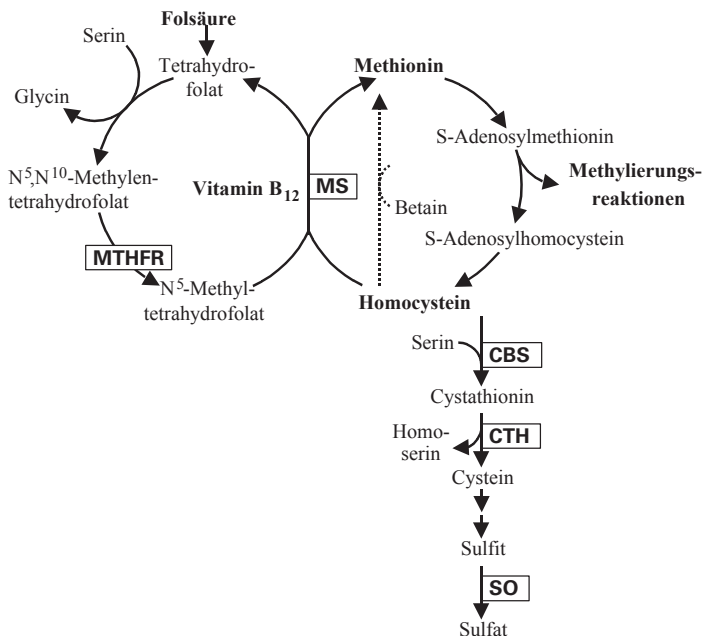 Folsäure
Serin
Tetrahydro-
folat
Glycin
N⁵,N¹⁰-Methylen-
tetrahydrofolat
MTHFR
N⁵-Methyl-
tetrahydrofolat
Vitamin B₁₂
MS
Methionin
S-Adenosylmethionin
Methylierungs-
reaktionen
Betain
S-Adenosylhomocystein
Homocystein
Serin
CBS
Cystathionin
Homo-
serin
CTH
Cystein
Sulfit
SO
Sulfat